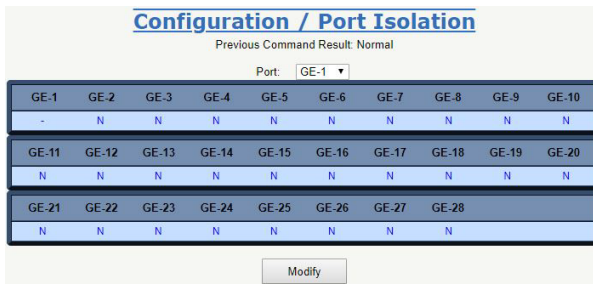 Configuration / Port Isolation
Previous Command Result: Normal
Port: GE-1
GE-1 GE-2 GE-3 GE-4 GE-5 GE-6 GE-7 GE-8 GE-9 GE-10
- N N N N N N N N N
GE-11 GE-12 GE-13 GE-14 GE-15 GE-16 GE-17 GE-18 GE-19 GE-20
N N N N N N N N N N
GE-21 GE-22 GE-23 GE-24 GE-25 GE-26 GE-27 GE-28
N N N N N N N N
Modify